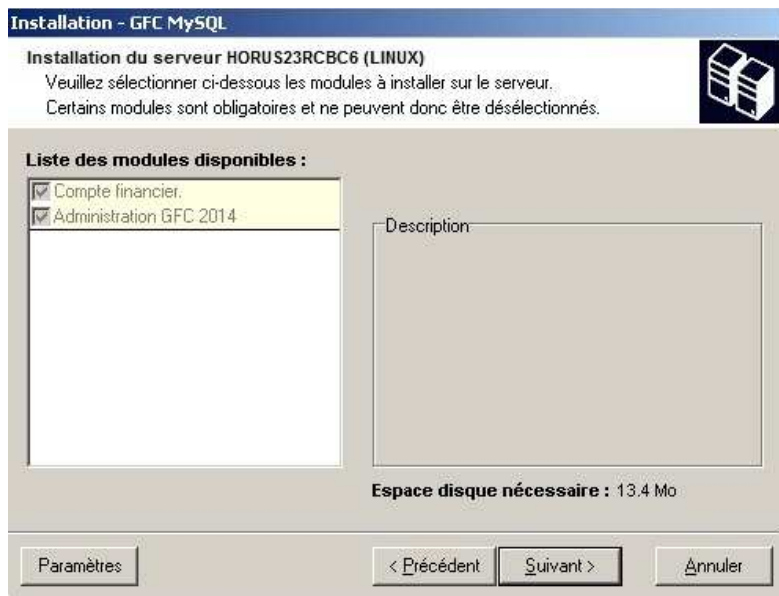 Installation - GFC MySQL
Installation du serveur HORUS23RCBC6 (LINUX)
Veuillez sélectionner ci-dessous les modules à installer sur le serveur.
Certains modules sont obligatoires et ne peuvent donc être désélectionnés.
Liste des modules disponibles :
Compte financier.
Administration GFC 2014
Description
Espace disque nécessaire : 13.4 Mo
Paramètres
< Précédent
Suivant >
Annuler